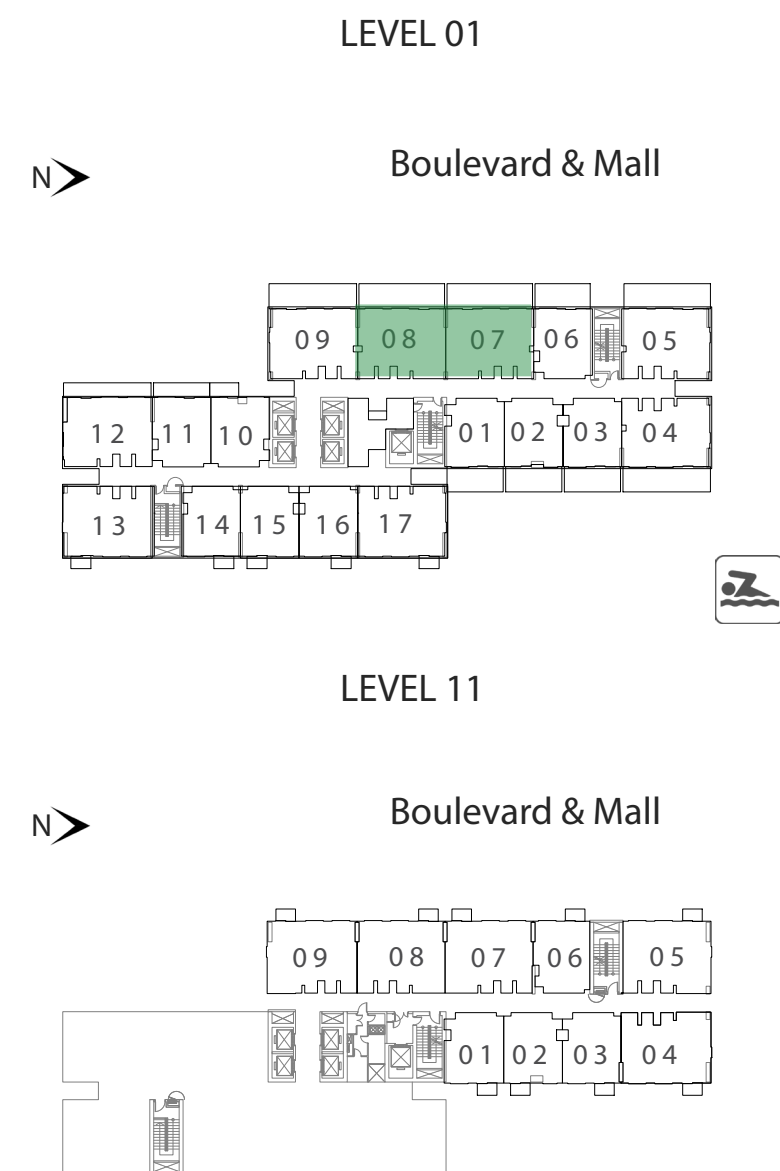 LEVEL 01
N
Boulevard & Mall
09 08 07 06 05
12 11 10 01 02 03 04
13 14 15 16 17
LEVEL 11
N
Boulevard & Mall
09 08 07 06 05
01 02 03 04